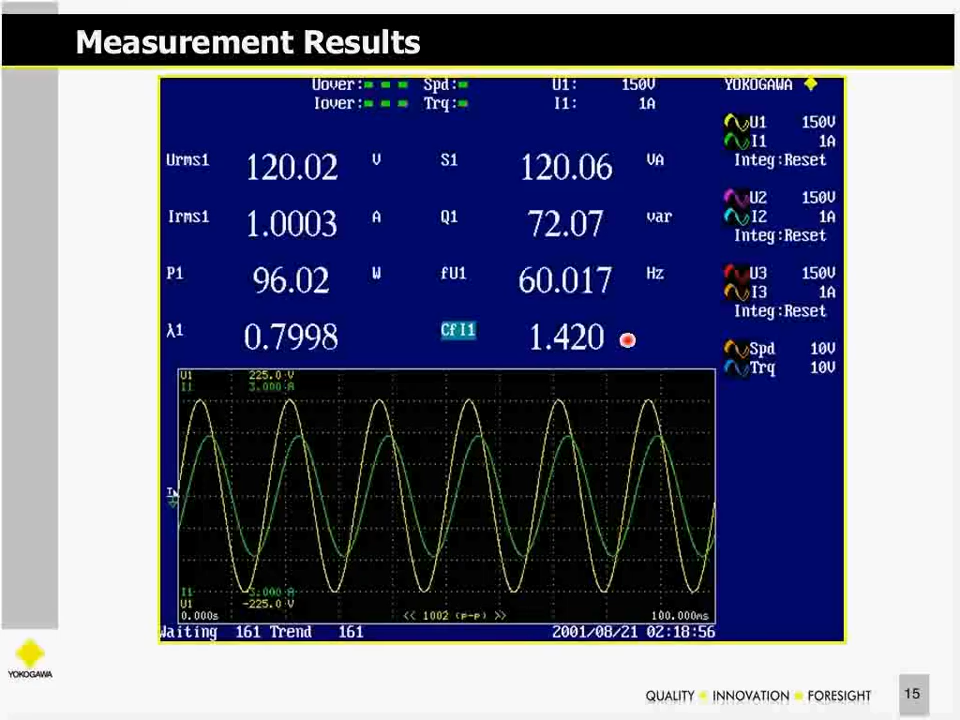 Measurement Results
Uover: Spd: U1: 150V YOKOGAWA
Iover: Trq: I1: 1A
U1 150V
I1 1A
Integ:Reset
U2 150V
I2 1A
Integ:Reset
U3 150V
I3 1A
Integ:Reset
Spd 10V
Trq 10V
Urms1 120.02 V S1 120.06 VA
Irms1 1.0003 A Q1 72.07 var
P1 96.02 W fU1 60.017 Hz
λ1 0.7998 CfI1 1.420
U1 225.0 V
I1 3.000 A
I1 -3.000 A
U1 -225.0 V
0.000s << 1002 (p-p) >> 100.000ms
Waiting 161 Trend 161 2001/08/21 02:18:56
YOKOGAWA
QUALITY INNOVATION FORESIGHT
15